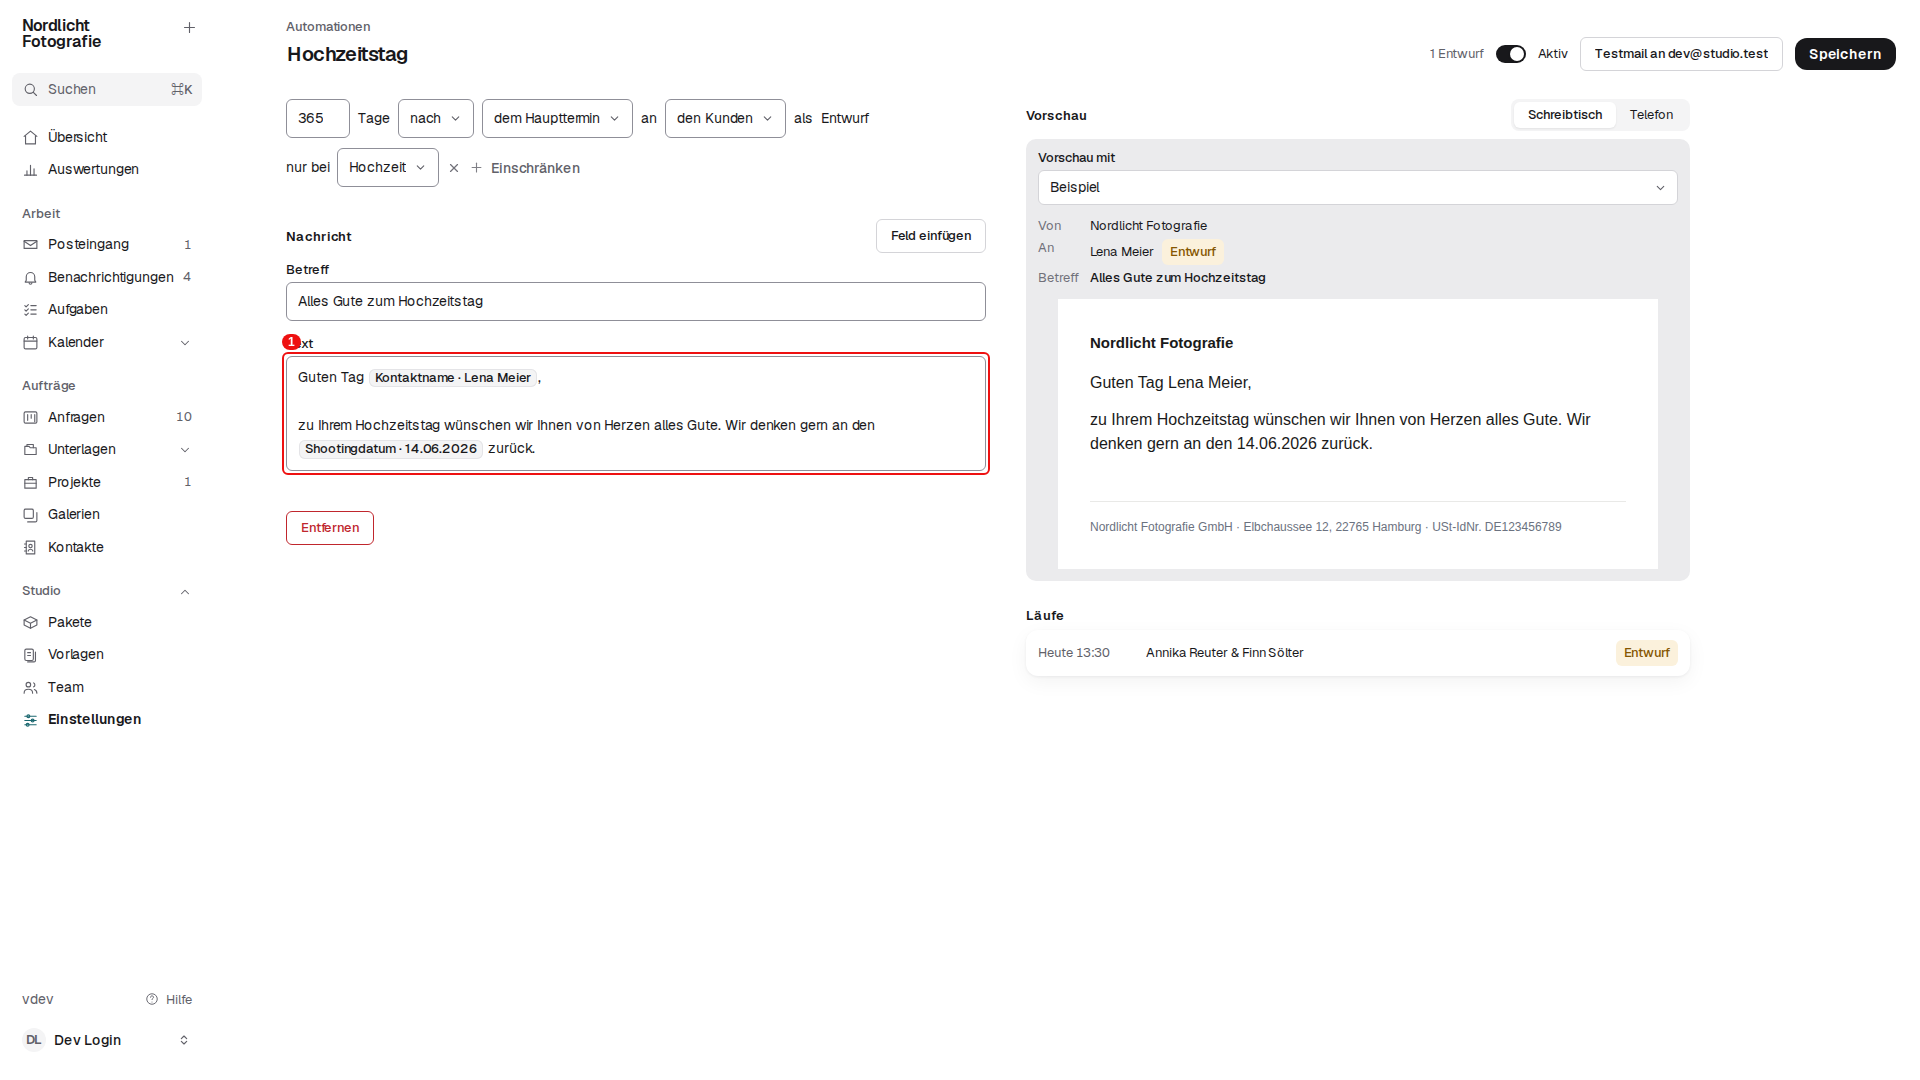 Nordlicht
Fotografie
Suchen ⌘K
Übersicht
Auswertungen
Arbeit
Posteingang 1
Benachrichtigungen 4
Aufgaben
Kalender
Aufträge
Anfragen 10
Unterlagen
Projekte 1
Galerien
Kontakte
Studio
Pakete
Vorlagen
Team
Einstellungen
vdev Hilfe
DL Dev Login
Automationen
Hochzeitstag
1 Entwurf Aktiv Testmail an dev@studio.test Speichern
365 Tage nach dem Haupttermin an den Kunden als Entwurf
nur bei Hochzeit × + Einschränken
Nachricht Feld einfügen
Betreff
Alles Gute zum Hochzeitstag
1 xt
Guten Tag Kontaktname · Lena Meier,
zu Ihrem Hochzeitstag wünschen wir Ihnen von Herzen alles Gute. Wir denken gern an den
Shootingdatum · 14.06.2026 zurück.
Entfernen
Vorschau Schreibtisch Telefon
Vorschau mit
Beispiel
Von Nordlicht Fotografie
An Lena Meier Entwurf
Betreff Alles Gute zum Hochzeitstag
Nordlicht Fotografie
Guten Tag Lena Meier,
zu Ihrem Hochzeitstag wünschen wir Ihnen von Herzen alles Gute. Wir
denken gern an den 14.06.2026 zurück.
Nordlicht Fotografie GmbH · Elbchaussee 12, 22765 Hamburg · USt-IdNr. DE123456789
Läufe
Heute 13:30 Annika Reuter & Finn Sölter Entwurf